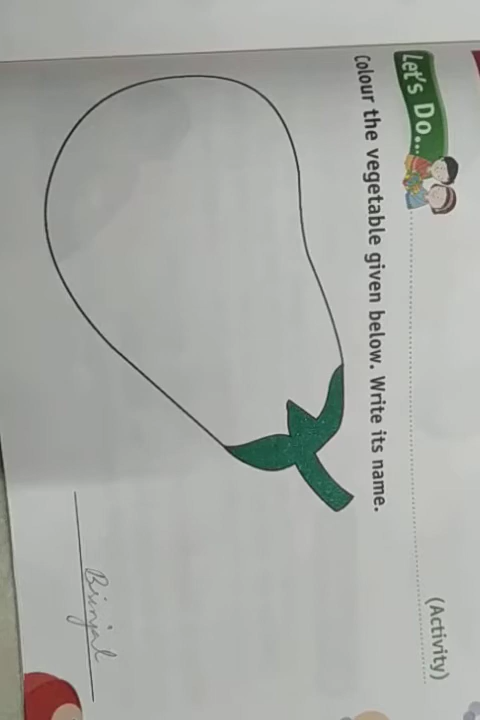 Let's Do...
(Activity)
Colour the vegetable given below. Write its name.
Brinjal